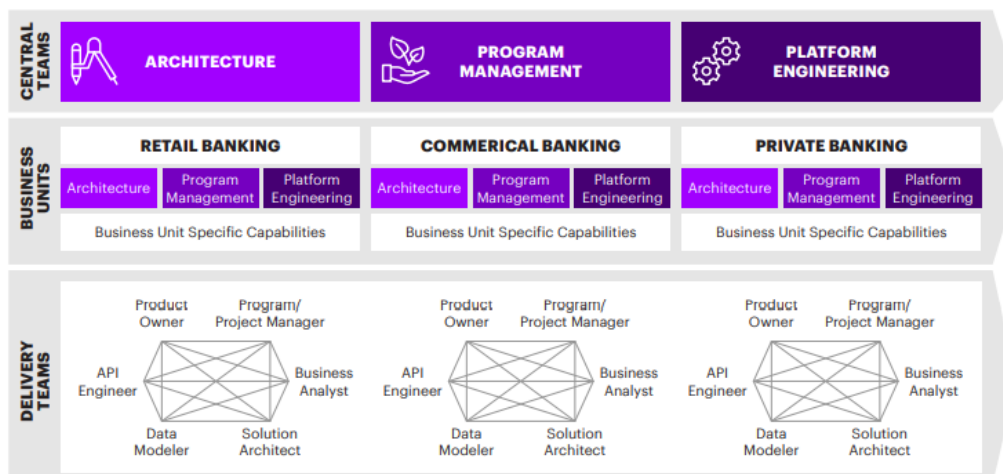 CENTRAL
TEAMS
ARCHITECTURE
PROGRAM
MANAGEMENT
PLATFORM
ENGINEERING
BUSINESS
UNITS
RETAIL BANKING
COMMERICAL BANKING
PRIVATE BANKING
Architecture
Program
Management
Platform
Engineering
Architecture
Program
Management
Platform
Engineering
Architecture
Program
Management
Platform
Engineering
Business Unit Specific Capabilities
Business Unit Specific Capabilities
Business Unit Specific Capabilities
DELIVERY
TEAMS
Product
Owner
Program/
Project Manager
API
Engineer
Business
Analyst
Data
Modeler
Solution
Architect
Product
Owner
Program/
Project Manager
API
Engineer
Business
Analyst
Data
Modeler
Solution
Architect
Product
Owner
Program/
Project Manager
API
Engineer
Business
Analyst
Data
Modeler
Solution
Architect